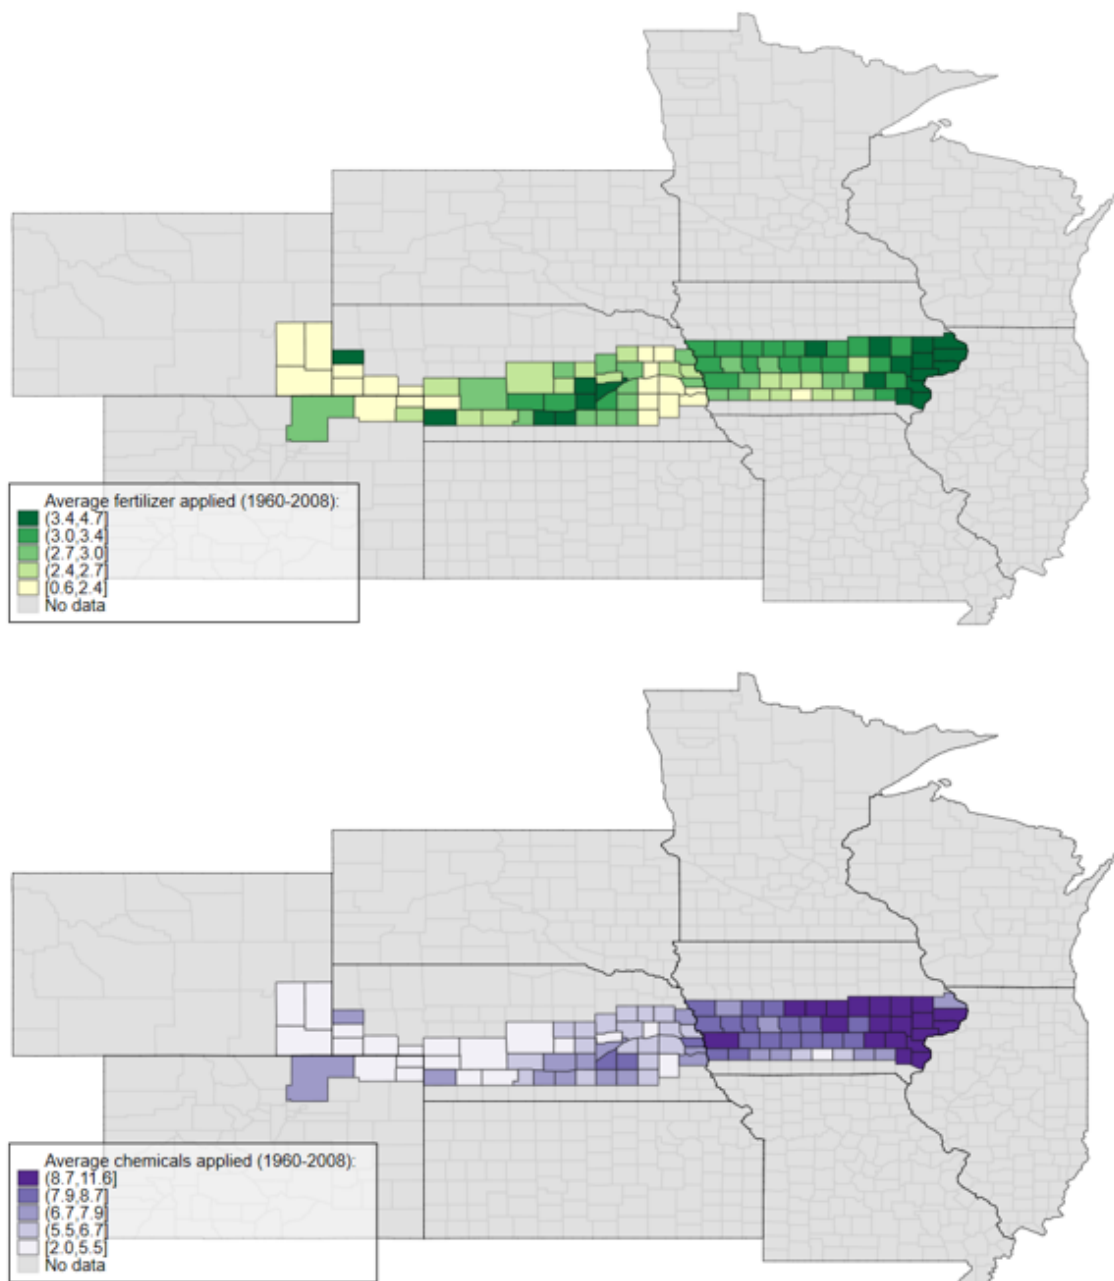 Average fertilizer applied (1960-2008):
(3.4,4.7]
(3.0,3.4]
(2.7,3.0]
(2.4,2.7]
[0.6,2.4]
No data
Average chemicals applied (1960-2008):
(8.7,11.6]
(7.9,8.7]
(6.7,7.9]
(5.5,6.7]
[2.0,5.5]
No data